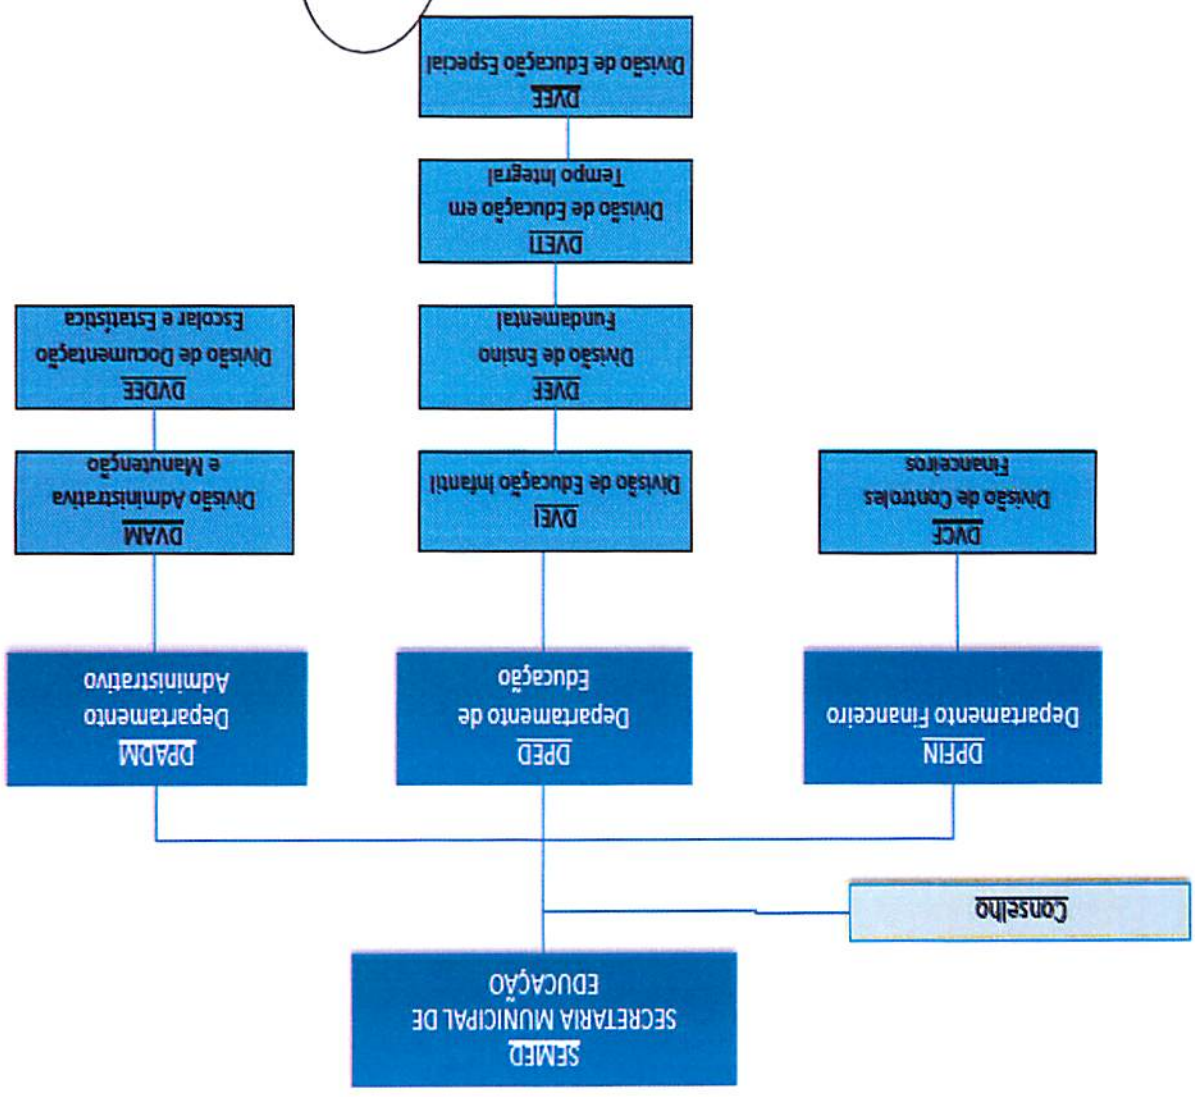 SEMED
SECRETARIA MUNICIPAL DE
EDUCAÇÃO
Conselho
DPFIN
Departamento Financeiro
DVCF
Divisão de Controles
Financeiros
DPED
Departamento de
Educação
DVEI
Divisão de Educação Infantil
DVEF
Divisão de Ensino
Fundamental
DVETI
Divisão de Educação em
Tempo Integral
DVEE
Divisão de Educação Especial
DPADM
Departamento
Administrativo
DVAM
Divisão Administrativa
e Manutenção
DVDEE
Divisão de Documentação
Escolar e Estatística